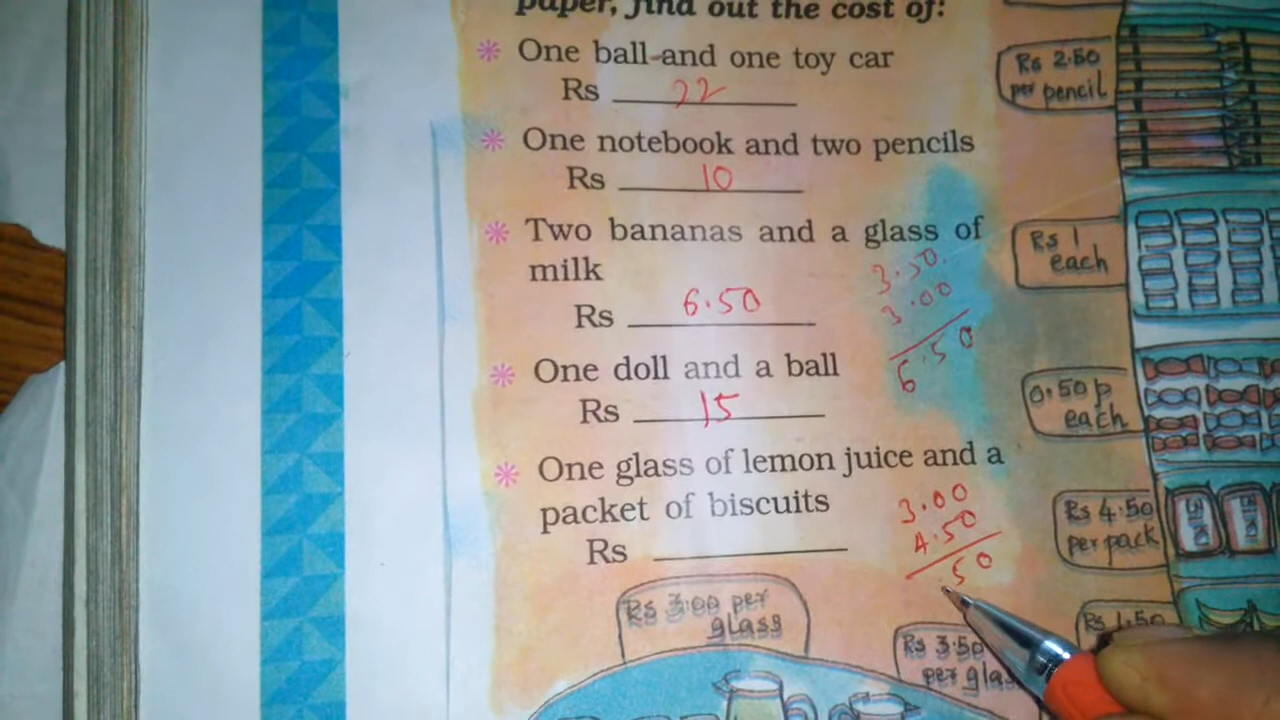 paper, find out the cost of:
One ball and one toy car
Rs 22
One notebook and two pencils
Rs 10
Two bananas and a glass of
milk
Rs 6.50
3.50
3.00
6.50
One doll and a ball
Rs 15
One glass of lemon juice and a
packet of biscuits
Rs
3.00
4.50
.50
Rs 2.50
per pencil
Rs 1
each
0.50 p
each
Rs 4.50
per pack
Rs 1.50
Rs 3.00 per
glass
Rs 3.50
per